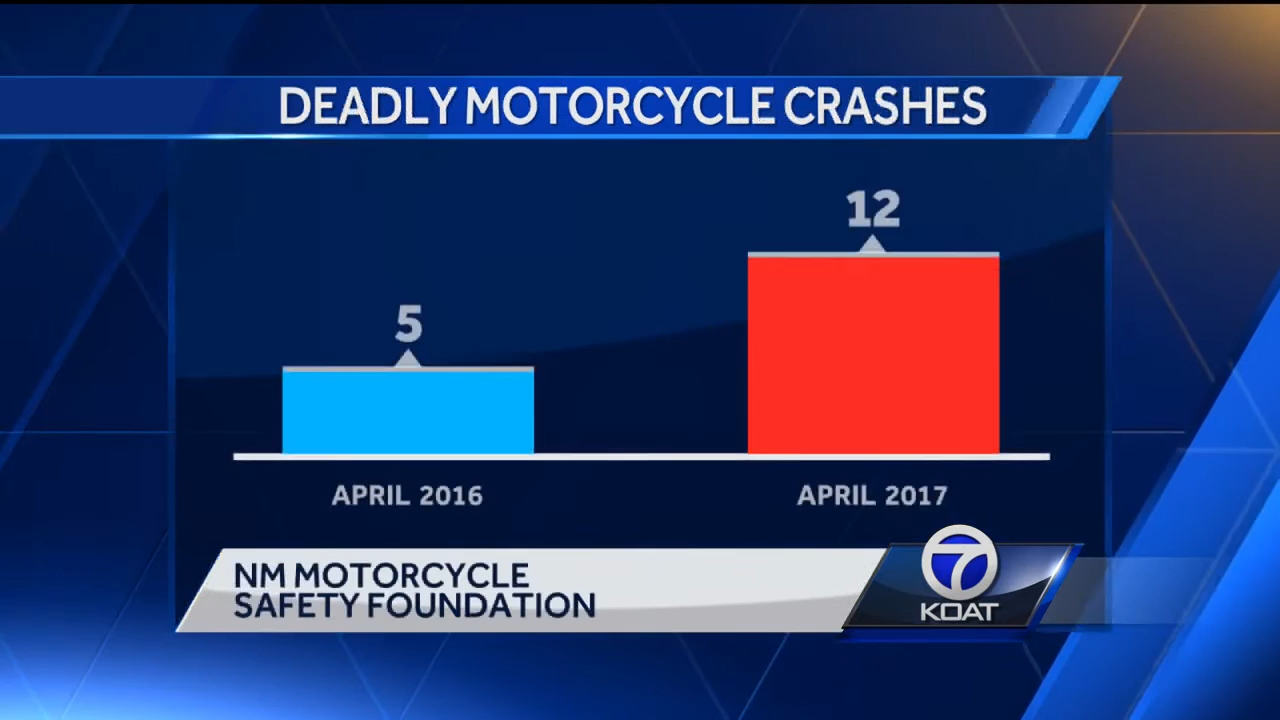 DEADLY MOTORCYCLE CRASHES
12
5
APRIL 2016
APRIL 2017
NM MOTORCYCLE
SAFETY FOUNDATION
7
KOAT